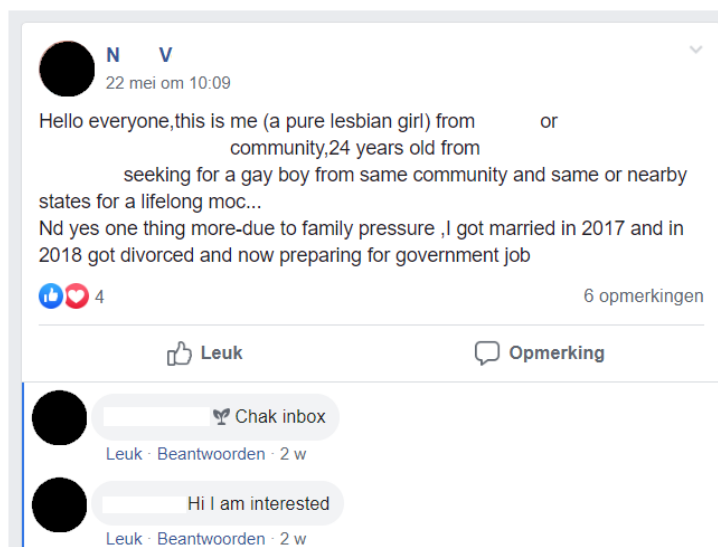 N V
22 mei om 10:09
Hello everyone,this is me (a pure lesbian girl) from or
community,24 years old from
seeking for a gay boy from same community and same or nearby
states for a lifelong moc...
Nd yes one thing more-due to family pressure ,I got married in 2017 and in
2018 got divorced and now preparing for government job
4 6 opmerkingen
Leuk Opmerking
Chak inbox
Leuk · Beantwoorden · 2 w
Hi I am interested
Leuk · Beantwoorden · 2 w